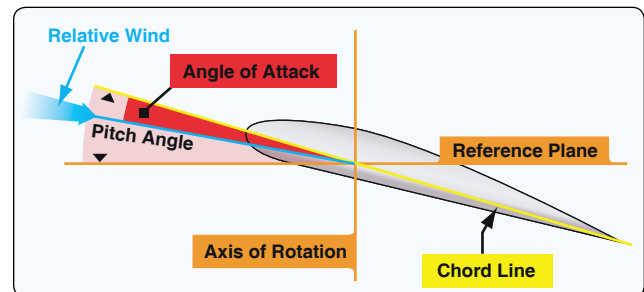 Relative Wind
Angle of Attack
Pitch Angle
Reference Plane
Axis of Rotation
Chord Line